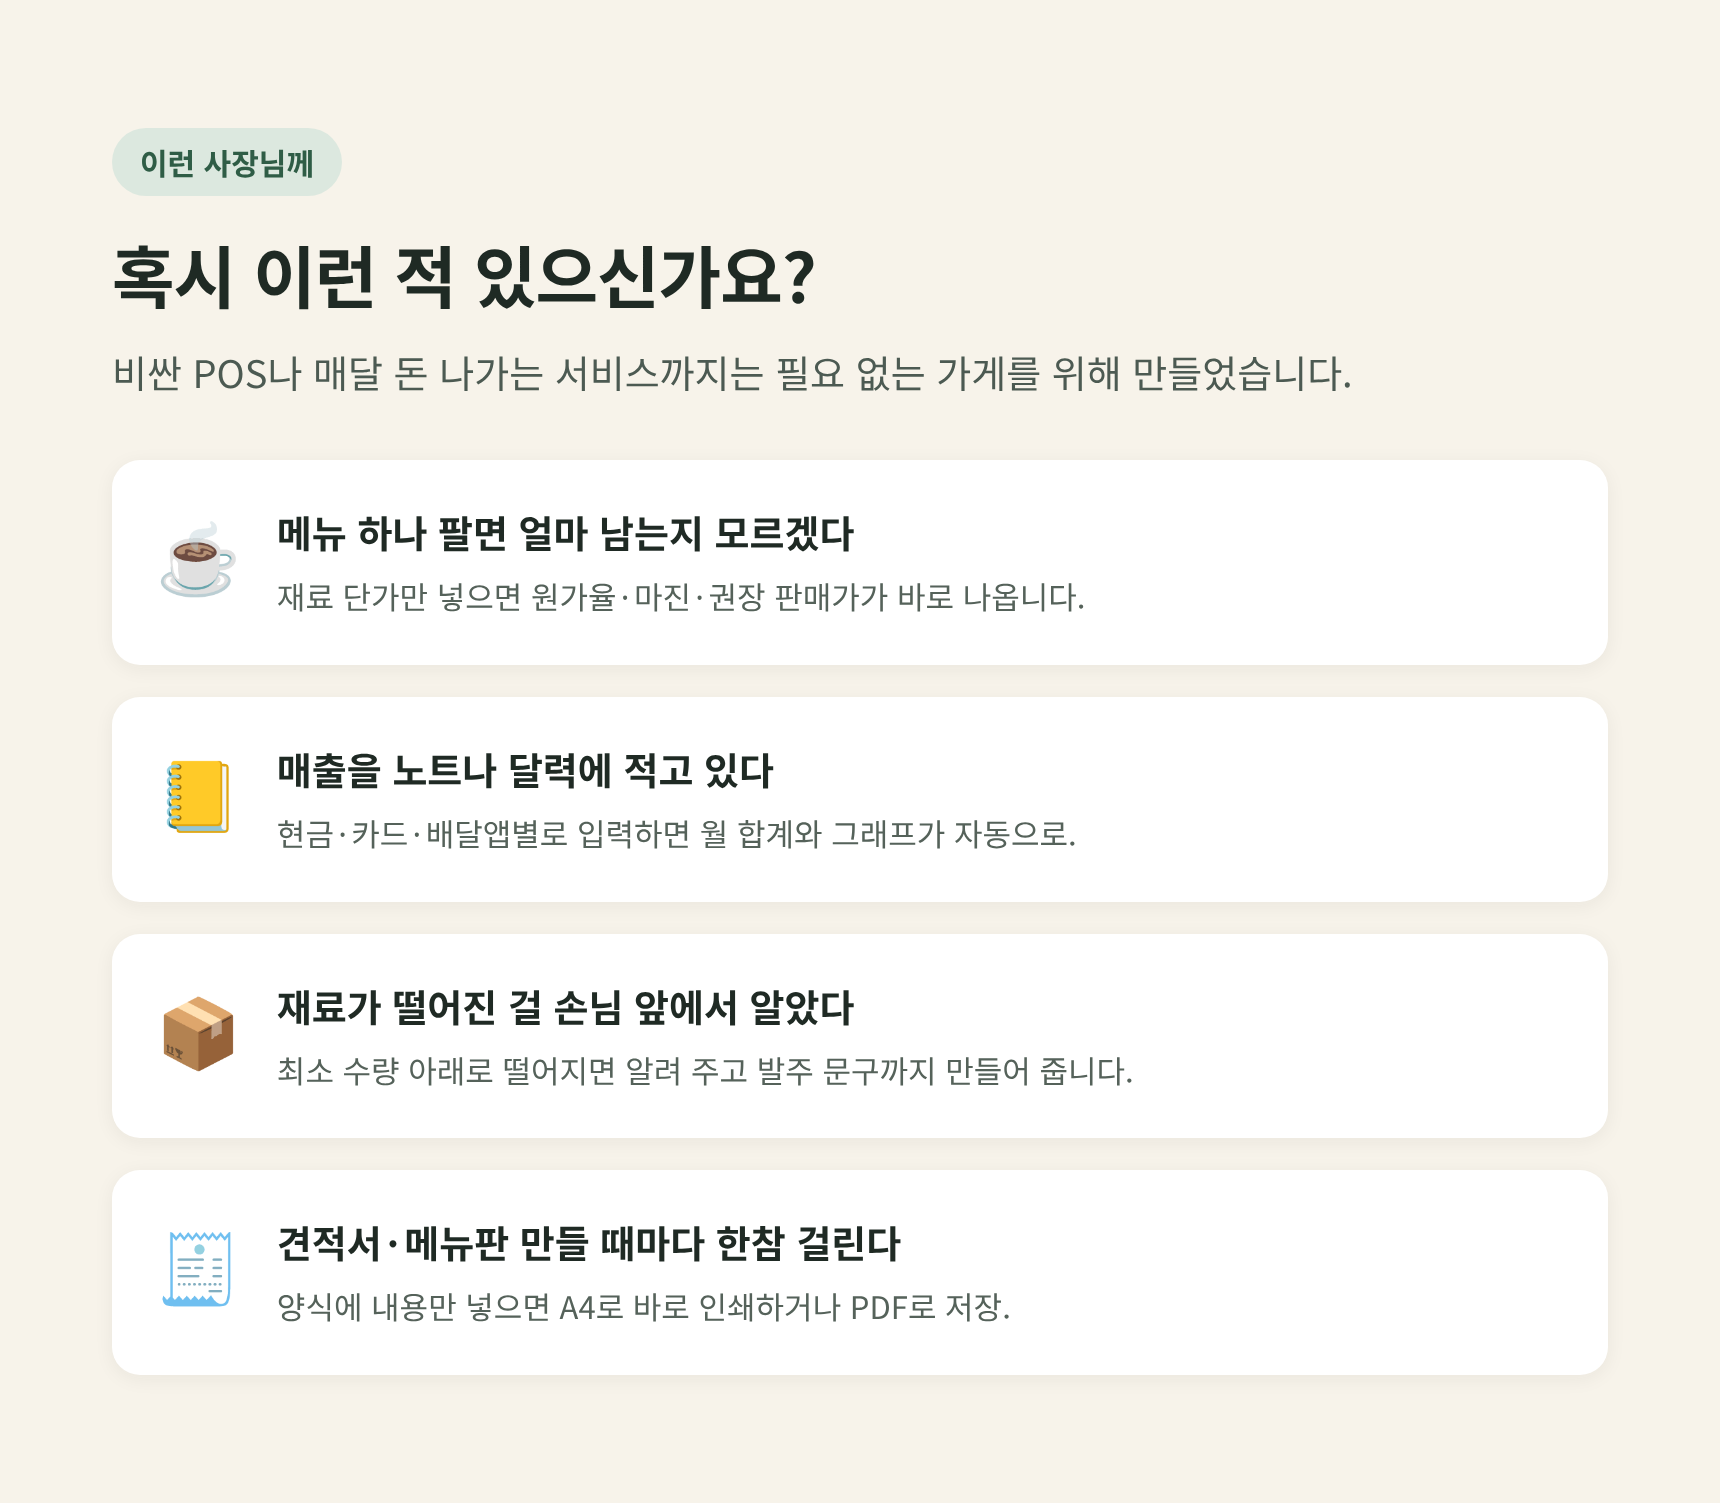 이런 사장님께
혹시 이런 적 있으신가요?
비싼 POS나 매달 돈 나가는 서비스까지는 필요 없는 가게를 위해 만들었습니다.
메뉴 하나 팔면 얼마 남는지 모르겠다
재료 단가만 넣으면 원가율·마진·권장 판매가가 바로 나옵니다.
매출을 노트나 달력에 적고 있다
현금·카드·배달앱별로 입력하면 월 합계와 그래프가 자동으로.
재료가 떨어진 걸 손님 앞에서 알았다
최소 수량 아래로 떨어지면 알려 주고 발주 문구까지 만들어 줍니다.
견적서·메뉴판 만들 때마다 한참 걸린다
양식에 내용만 넣으면 A4로 바로 인쇄하거나 PDF로 저장.